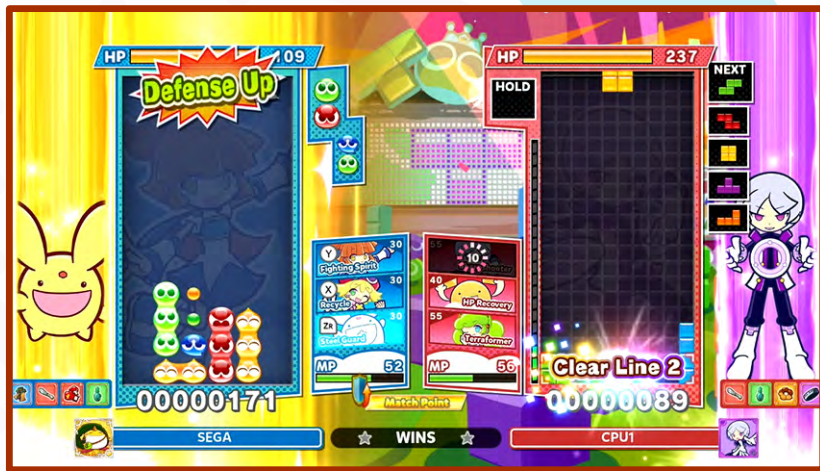 HP 109
Defense Up
HP 237
HOLD
NEXT
Y 30
Fighting Spirit
X 30
Recycle
ZR 30
Steel Guard
MP 52
55
10
40
HP Recovery
55
Terraformer
MP 56
Clear Line 2
00000171
Match Point
00000089
SEGA
WINS
CPU1